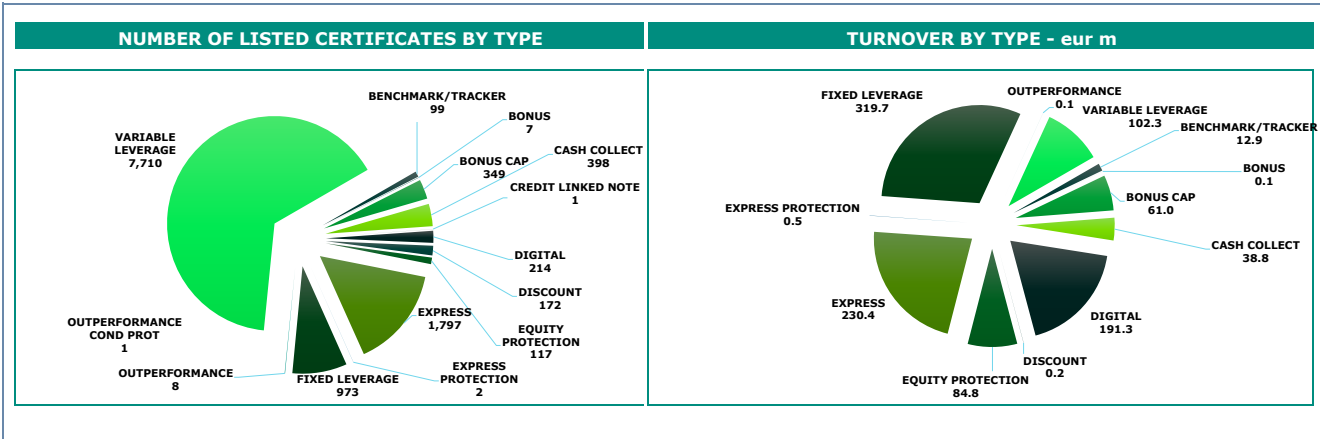 NUMBER OF LISTED CERTIFICATES BY TYPE
BENCHMARK/TRACKER
99
BONUS
7
VARIABLE
LEVERAGE
7,710
BONUS CAP
349
CASH COLLECT
398
CREDIT LINKED NOTE
1
DIGITAL
214
DISCOUNT
172
EXPRESS
1,797
EQUITY
PROTECTION
117
OUTPERFORMANCE
COND PROT
1
EXPRESS
PROTECTION
2
OUTPERFORMANCE
8
FIXED LEVERAGE
973
TURNOVER BY TYPE - eur m
FIXED LEVERAGE
319.7
OUTPERFORMANCE
0.1
VARIABLE LEVERAGE
102.3
BENCHMARK/TRACKER
12.9
BONUS
0.1
BONUS CAP
61.0
EXPRESS PROTECTION
0.5
CASH COLLECT
38.8
EXPRESS
230.4
DIGITAL
191.3
DISCOUNT
0.2
EQUITY PROTECTION
84.8